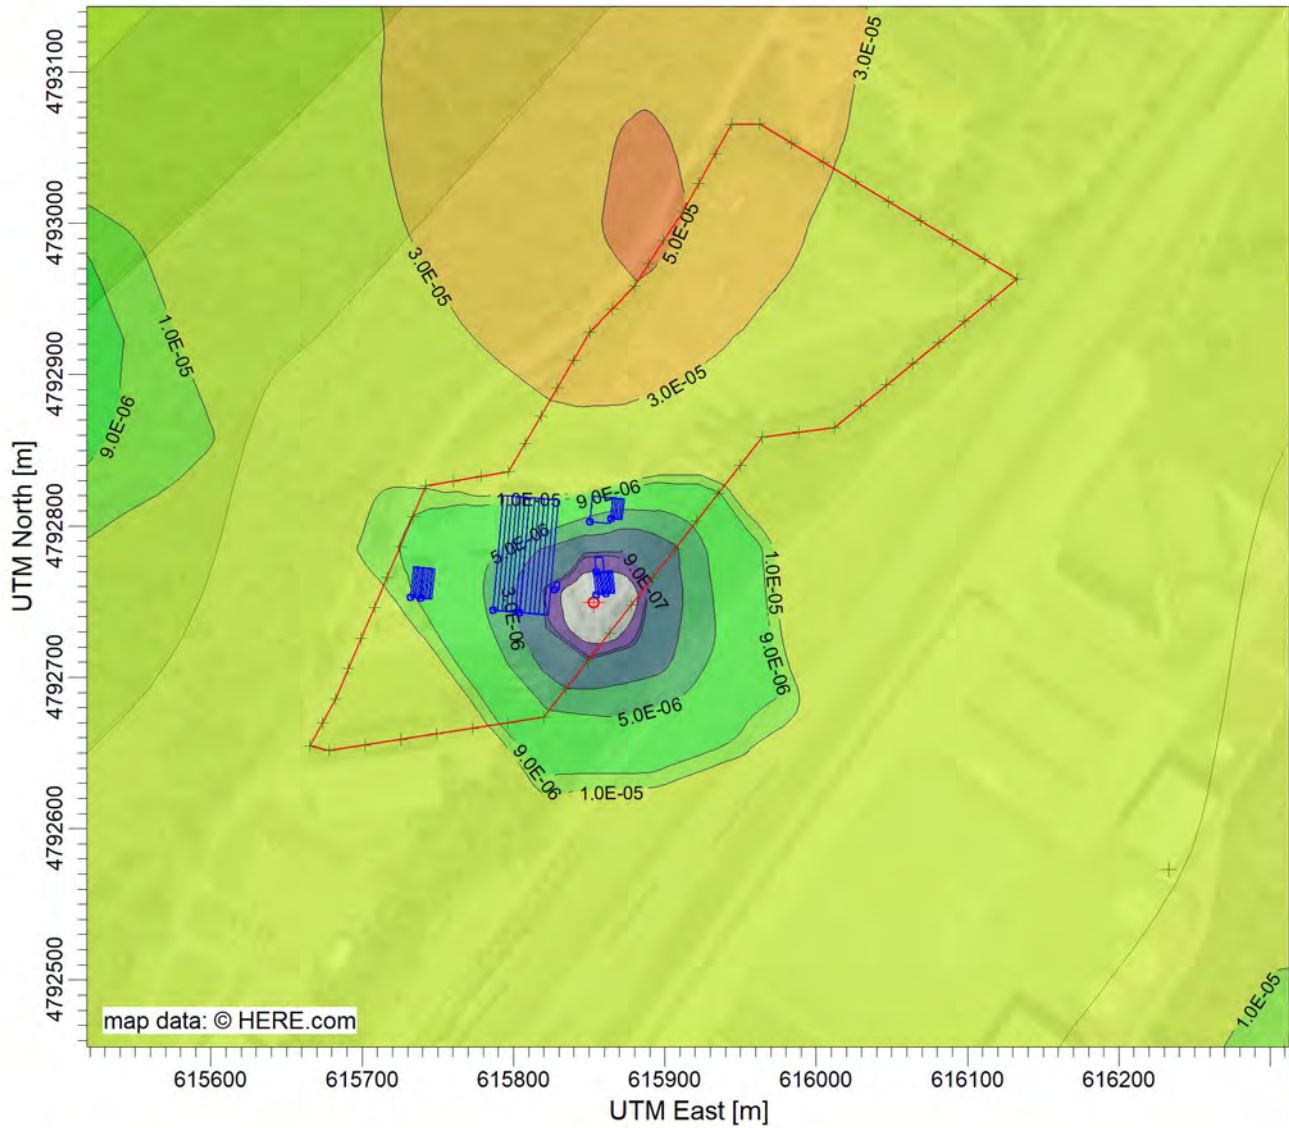 4793100
4793000
4792900
4792800
4792700
4792600
4792500
UTM North [m]
3.0E-05
5.0E-05
3.0E-05
3.0E-05
1.0E-05
9.0E-06
1.0E-05
9.0E-06
5.0E-06
9.0E-07
3.0E-06
1.0E-05
9.0E-06
5.0E-06
9.0E-06
1.0E-05
1.0E-05
map data: © HERE.com
615600
615700
615800
615900
616000
616100
616200
UTM East [m]